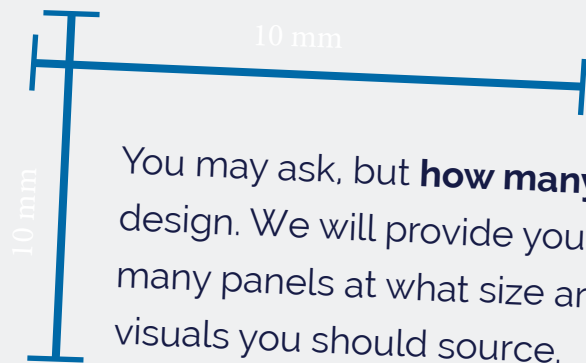 10 mm
10 mm
You may ask, but how many
design. We will provide you
many panels at what size
visuals you should source.